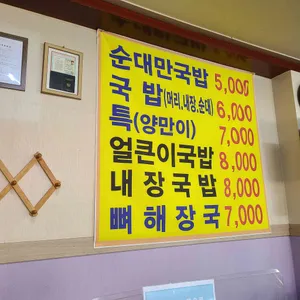 순대만국밥 5,000
국 밥(머리,내장,순대) 6,000
특(양만이) 7,000
얼큰이국밥 8,000
내장국밥 8,000
뼈해장국 7,000